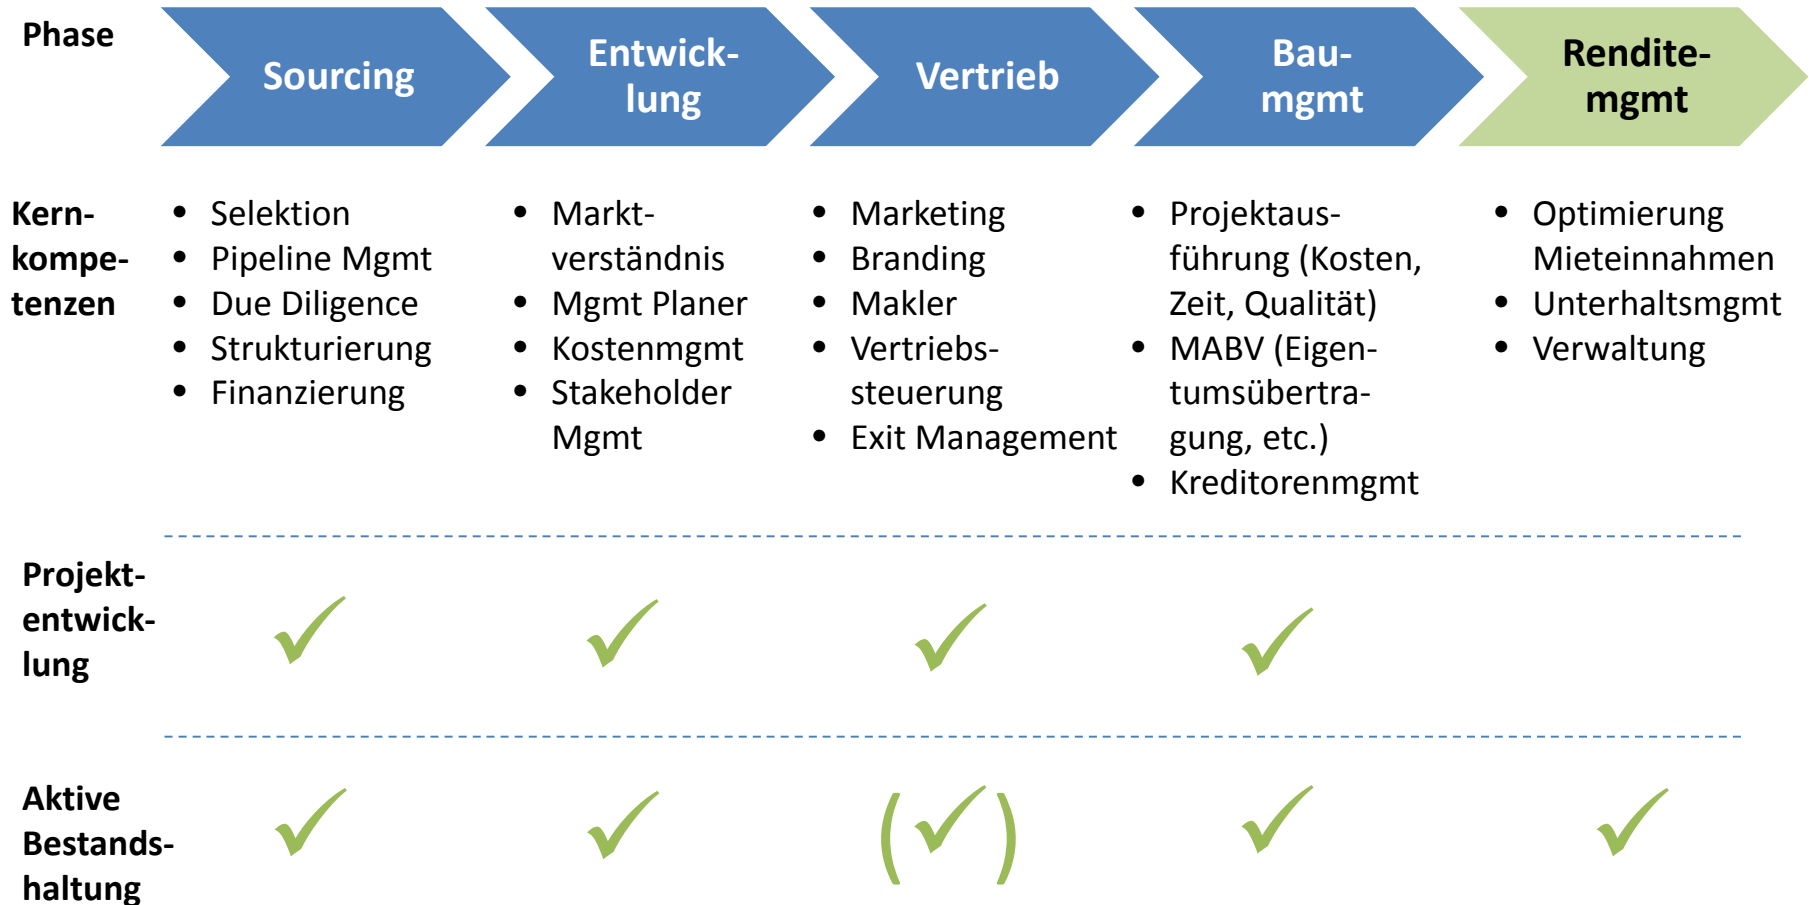 Phase
Sourcing
Entwick-
lung
Vertrieb
Bau-
mgmt
Rendite-
mgmt
Kern-
kompe-
tenzen
• Selektion
• Pipeline Mgmt
• Due Diligence
• Strukturierung
• Finanzierung
• Markt-
verständnis
• Mgmt Planer
• Kostenmgmt
• Stakeholder
Mgmt
• Marketing
• Branding
• Makler
• Vertriebs-
steuerung
• Exit Management
• Projektaus-
führung (Kosten,
Zeit, Qualität)
• MABV (Eigen-
tumsübertra-
gung, etc.)
• Kreditorenmgmt
• Optimierung
Mieteinnahmen
• Unterhaltsmgmt
• Verwaltung
Projekt-
entwick-
lung
✓ ✓ ✓ ✓
Aktive
Bestands-
haltung
✓ ✓ (✓) ✓ ✓